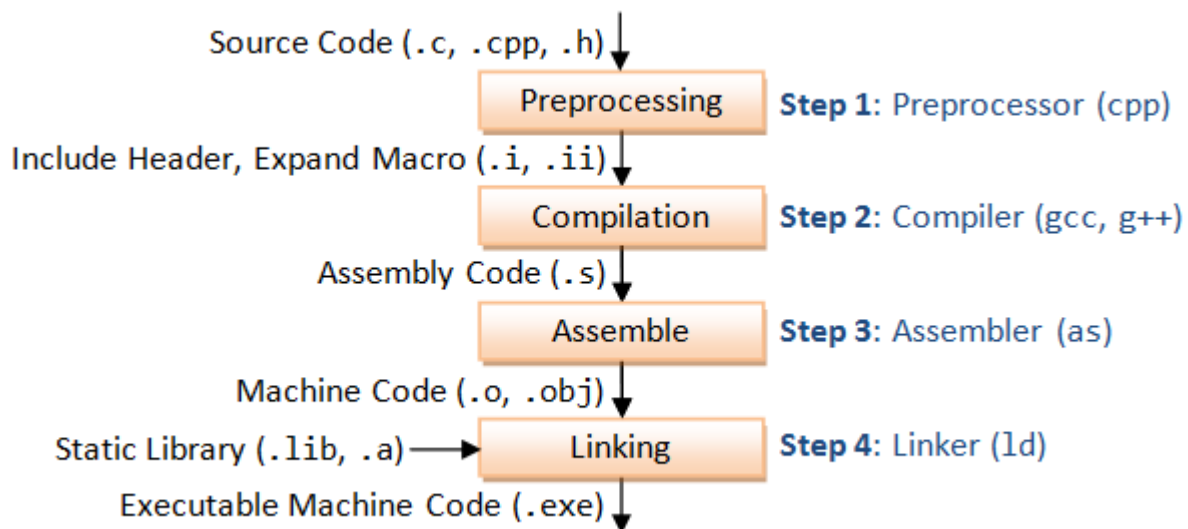 Source Code (.c, .cpp, .h)
Preprocessing
Step 1: Preprocessor (cpp)
Include Header, Expand Macro (.i, .ii)
Compilation
Step 2: Compiler (gcc, g++)
Assembly Code (.s)
Assemble
Step 3: Assembler (as)
Machine Code (.o, .obj)
Static Library (.lib, .a)
Linking
Step 4: Linker (ld)
Executable Machine Code (.exe)